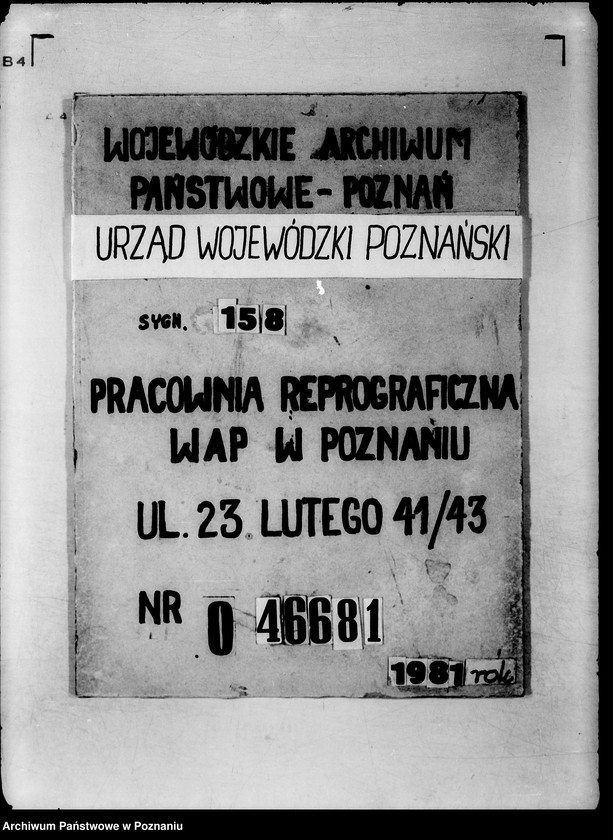 B4
WOJEWÓDZKIE ARCHIWUM
PAŃSTWOWE - POZNAŃ
URZĄD WOJEWÓDZKI POZNAŃSKI
SYGN. 158
PRACOWNIA REPROGRAFICZNA
WAP W POZNANIU
UL. 23 LUTEGO 41/43
NR 0 46681
1981 rok
Archiwum Państwowe w Poznaniu